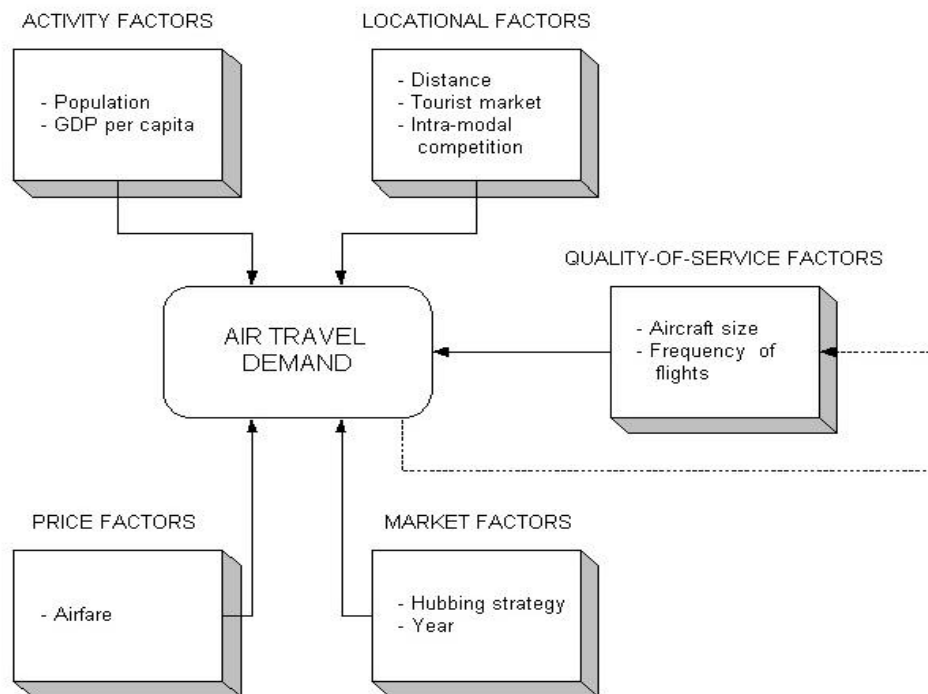 ACTIVITY FACTORS
- Population
- GDP per capita
LOCATIONAL FACTORS
- Distance
- Tourist market
- Intra-modal
competition
QUALITY-OF-SERVICE FACTORS
- Aircraft size
- Frequency of
flights
AIR TRAVEL
DEMAND
PRICE FACTORS
- Airfare
MARKET FACTORS
- Hubbing strategy
- Year